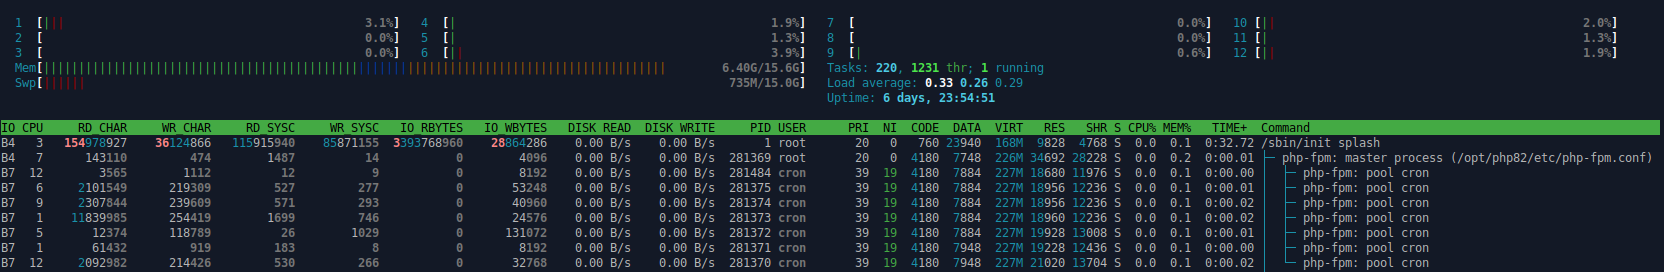 1 [||| 3.1%] 4 [| 1.9%] 7 [ 0.0%] 10 [|| 2.0%]
2 [ 0.0%] 5 [| 1.3%] 8 [ 0.0%] 11 [| 1.3%]
3 [ 0.0%] 6 [|| 3.9%] 9 [| 0.6%] 12 [|| 1.9%]
Mem[||||||||||||||||||||||||||||||||||||||||||||||||||||||||||||||||||||||||||||||||||||||||| 6.40G/15.6G] Tasks: 220, 1231 thr; 1 running
Swp[|||||| 735M/15.0G] Load average: 0.33 0.26 0.29
Uptime: 6 days, 23:54:51
IO CPU RD_CHAR WR_CHAR RD_SYSC WR_SYSC IO_RBYTES IO_WBYTES DISK READ DISK WRITE PID USER PRI NI CODE DATA VIRT RES SHR S CPU% MEM% TIME+ Command
B4 3 154978927 36124866 115915940 85871155 3393768960 28864286 0.00 B/s 0.00 B/s 1 root 20 0 760 23940 168M 9828 4768 S 0.0 0.1 0:32.72 /sbin/init splash
B4 7 143110 474 1487 14 0 4096 0.00 B/s 0.00 B/s 281369 root 20 0 4180 7748 226M 34692 28228 S 0.0 0.2 0:00.01 ├─ php-fpm: master process (/opt/php82/etc/php-fpm.conf)
B7 12 3565 1112 12 9 0 8192 0.00 B/s 0.00 B/s 281484 cron 39 19 4180 7884 227M 18680 11976 S 0.0 0.1 0:00.00 │ ├─ php-fpm: pool cron
B7 6 2101549 219309 527 277 0 53248 0.00 B/s 0.00 B/s 281375 cron 39 19 4180 7884 227M 18956 12236 S 0.0 0.1 0:00.01 │ ├─ php-fpm: pool cron
B7 9 2307844 239609 571 293 0 40960 0.00 B/s 0.00 B/s 281374 cron 39 19 4180 7884 227M 18956 12236 S 0.0 0.1 0:00.02 │ ├─ php-fpm: pool cron
B7 1 11839985 254419 1699 746 0 24576 0.00 B/s 0.00 B/s 281373 cron 39 19 4180 7884 227M 18960 12236 S 0.0 0.1 0:00.02 │ ├─ php-fpm: pool cron
B7 5 12374 118789 26 1029 0 131072 0.00 B/s 0.00 B/s 281372 cron 39 19 4180 7884 227M 19928 13008 S 0.0 0.1 0:00.01 │ ├─ php-fpm: pool cron
B7 1 61432 919 183 8 0 8192 0.00 B/s 0.00 B/s 281371 cron 39 19 4180 7948 227M 19228 12436 S 0.0 0.1 0:00.00 │ ├─ php-fpm: pool cron
B7 12 2092982 214426 530 266 0 32768 0.00 B/s 0.00 B/s 281370 cron 39 19 4180 7948 227M 21020 13704 S 0.0 0.1 0:00.02 │ └─ php-fpm: pool cron